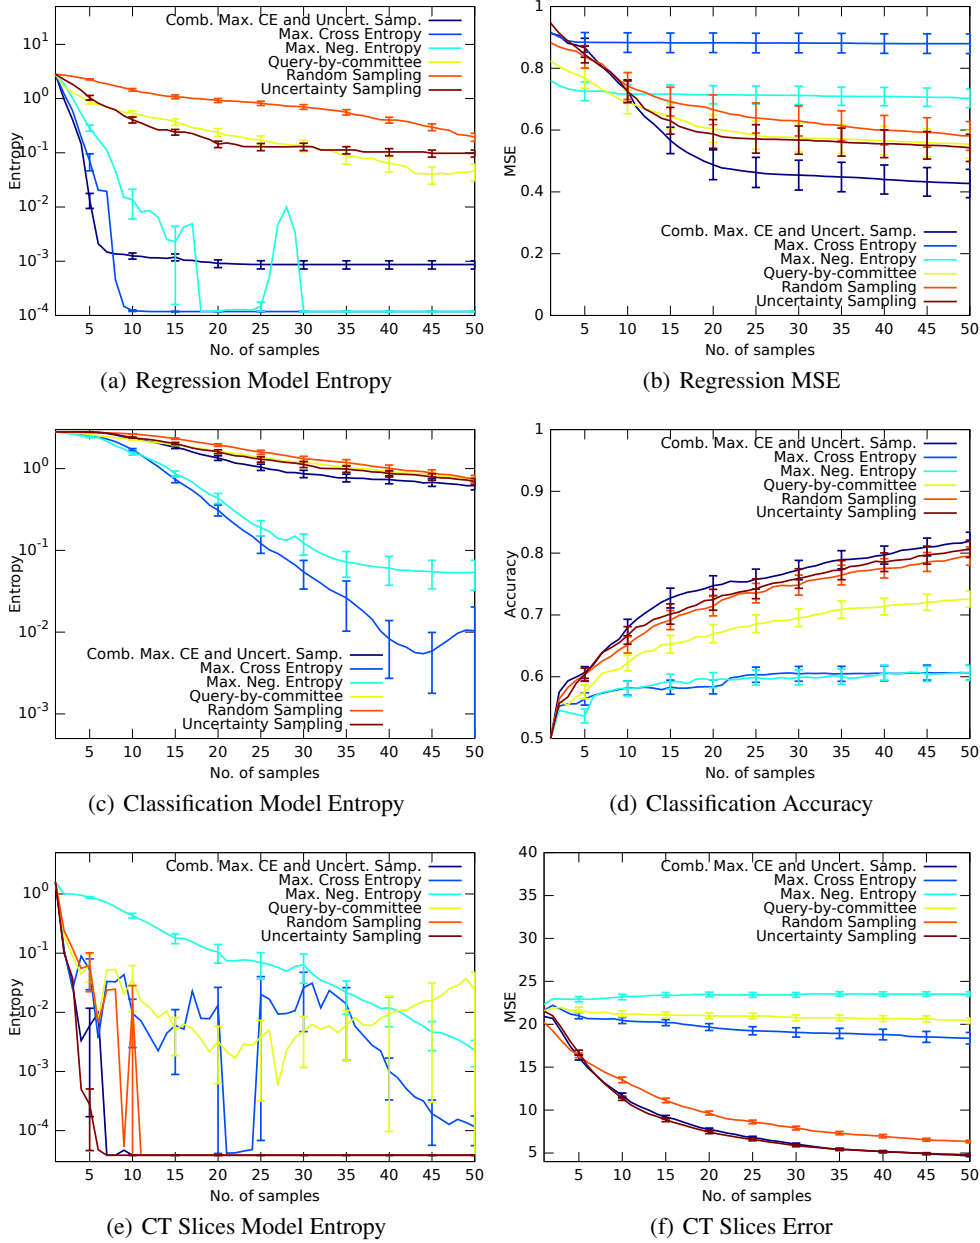 Comb. Max. CE and Uncert. Samp.
Max. Cross Entropy
Max. Neg. Entropy
Query-by-committee
Random Sampling
Uncertainty Sampling
10^1
10^0
10^-1
10^-2
10^-3
10^-4
Entropy
5 10 15 20 25 30 35 40 45 50
No. of samples
(a) Regression Model Entropy
1
0.8
0.6
0.4
0.2
0
MSE
Comb. Max. CE and Uncert. Samp.
Max. Cross Entropy
Max. Neg. Entropy
Query-by-committee
Random Sampling
Uncertainty Sampling
5 10 15 20 25 30 35 40 45 50
No. of samples
(b) Regression MSE
10^0
10^-1
10^-2
10^-3
Entropy
Comb. Max. CE and Uncert. Samp.
Max. Cross Entropy
Max. Neg. Entropy
Query-by-committee
Random Sampling
Uncertainty Sampling
5 10 15 20 25 30 35 40 45 50
No. of samples
(c) Classification Model Entropy
Comb. Max. CE and Uncert. Samp.
Max. Cross Entropy
Max. Neg. Entropy
Query-by-committee
Random Sampling
Uncertainty Sampling
1
0.9
0.8
0.7
0.6
0.5
Accuracy
5 10 15 20 25 30 35 40 45 50
No. of samples
(d) Classification Accuracy
Comb. Max. CE and Uncert. Samp.
Max. Cross Entropy
Max. Neg. Entropy
Query-by-committee
Random Sampling
Uncertainty Sampling
10^0
10^-1
10^-2
10^-3
10^-4
Entropy
5 10 15 20 25 30 35 40 45 50
No. of samples
(e) CT Slices Model Entropy
Comb. Max. CE and Uncert. Samp.
Max. Cross Entropy
Max. Neg. Entropy
Query-by-committee
Random Sampling
Uncertainty Sampling
40
35
30
25
20
15
10
5
MSE
5 10 15 20 25 30 35 40 45 50
No. of samples
(f) CT Slices Error